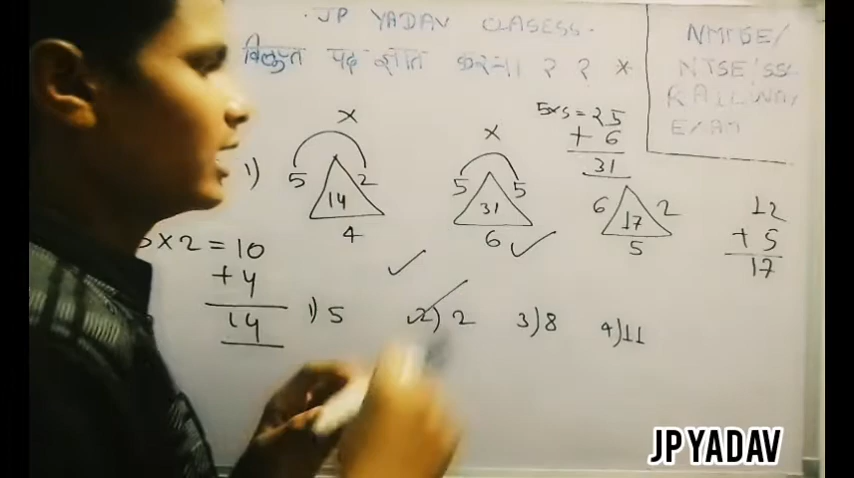 JP YADAV CLASESS.
विलुप्त पद ज्ञात करना। ? ? *
NMMSE/
NTSE/SSC
RAILWAY
EXAM
5x5=25
+ 6
31
1)
x
5 2
14
4
x
5 5
31
6
6 2
17
5
12
+ 5
17
5x2=10
+4
14
1) 5 2) 2 3) 8 4) 11
JP YADAV